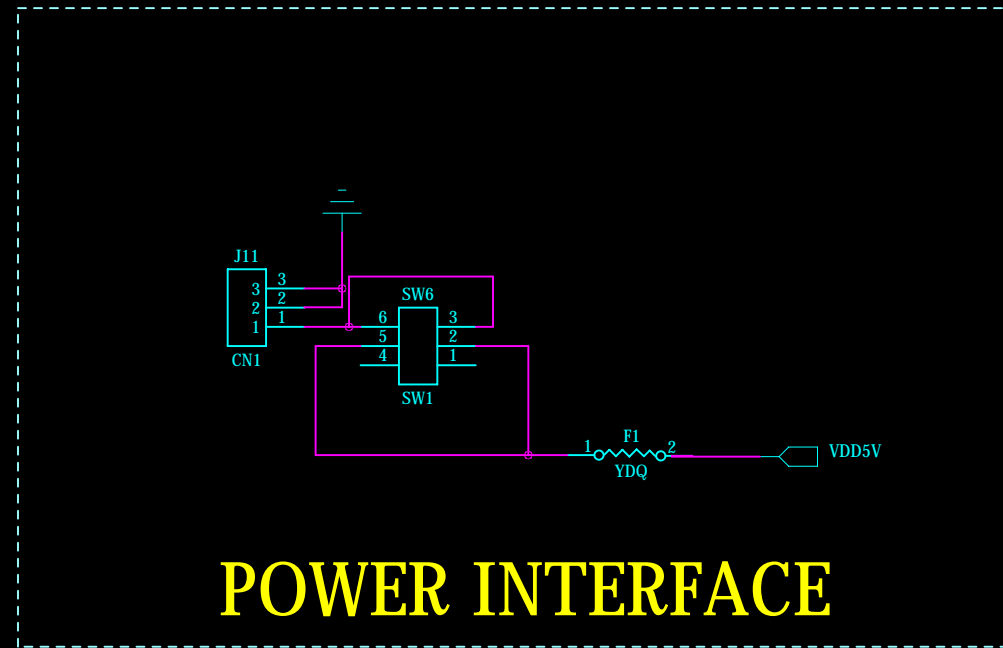 J11
3 3
2 2
1 1
CN1
SW6
6 3
5 2
4 1
SW1
F1
1 2
YDQ
VDD5V
POWER INTERFACE